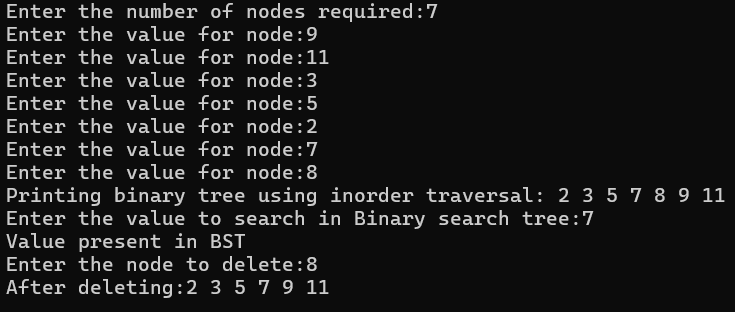 Enter the number of nodes required:7
Enter the value for node:9
Enter the value for node:11
Enter the value for node:3
Enter the value for node:5
Enter the value for node:2
Enter the value for node:7
Enter the value for node:8
Printing binary tree using inorder traversal: 2 3 5 7 8 9 11
Enter the value to search in Binary search tree:7
Value present in BST
Enter the node to delete:8
After deleting:2 3 5 7 9 11